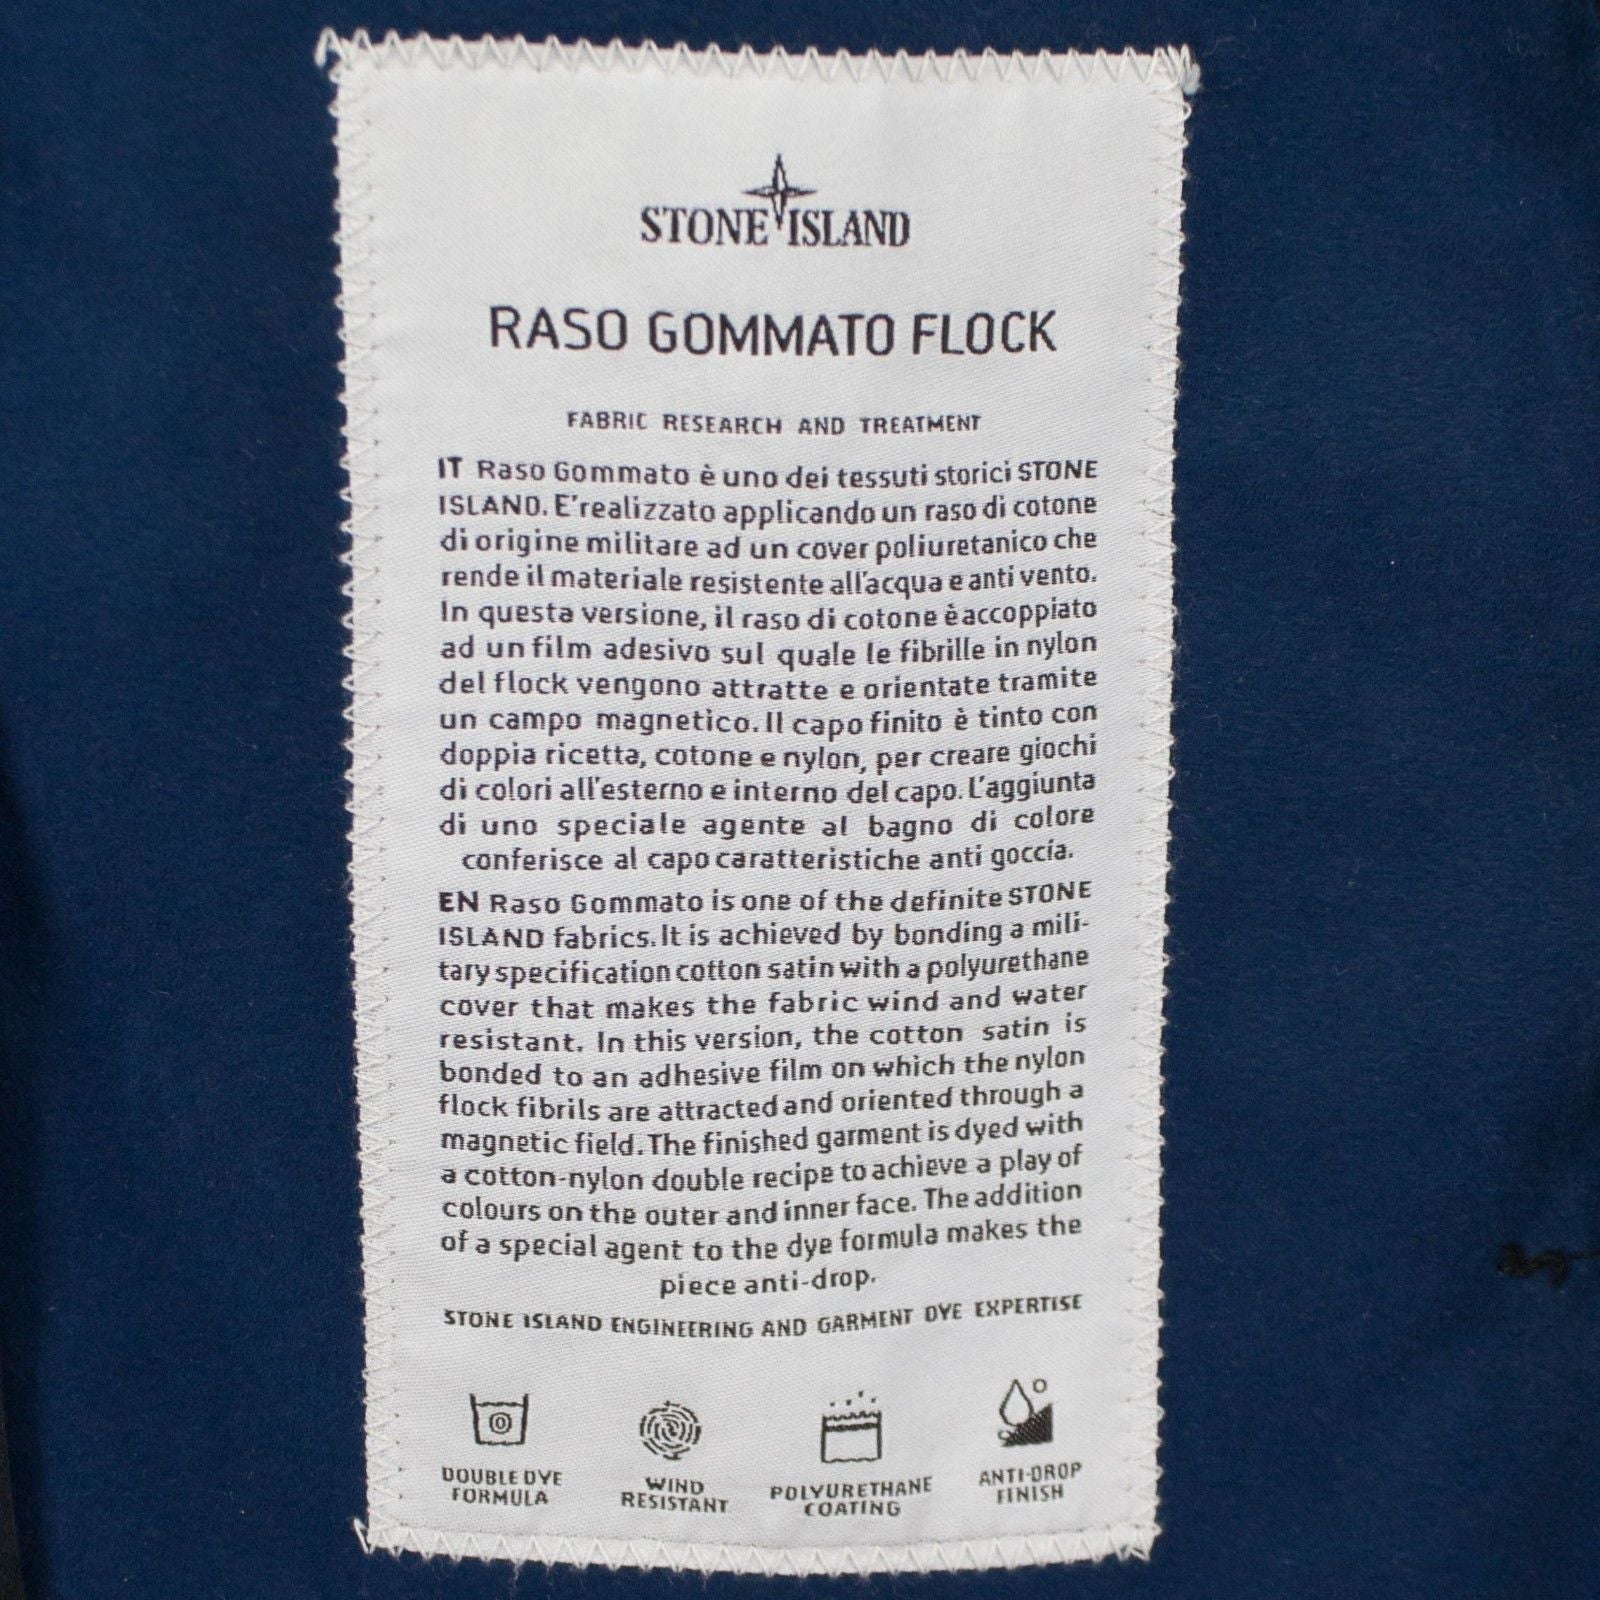 STONE ISLAND
RASO GOMMATO FLOCK
FABRIC RESEARCH AND TREATMENT
IT Raso Gommato è uno dei tessuti storici STONE
ISLAND. E'realizzato applicando un raso di cotone
di origine militare ad un cover poliuretanico che
rende il materiale resistente all'acqua e anti vento.
In questa versione, il raso di cotone è accoppiato
ad un film adesivo sul quale le fibrille in nylon
del flock vengono attratte e orientate tramite
un campo magnetico. Il capo finito è tinto con
doppia ricetta, cotone e nylon, per creare giochi
di colori all'esterno e interno del capo. L'aggiunta
di uno speciale agente al bagno di colore
conferisce al capo caratteristiche anti goccia.
EN Raso Gommato is one of the definite STONE
ISLAND fabrics. It is achieved by bonding a mili-
tary specification cotton satin with a polyurethane
cover that makes the fabric wind and water
resistant. In this version, the cotton satin is
bonded to an adhesive film on which the nylon
flock fibrils are attracted and oriented through a
magnetic field. The finished garment is dyed with
a cotton-nylon double recipe to achieve a play of
colours on the outer and inner face. The addition
of a special agent to the dye formula makes the
piece anti-drop.
STONE ISLAND ENGINEERING AND GARMENT DYE EXPERTISE
DOUBLE DYE
FORMULA
WIND
RESISTANT
POLYURETHANE
COATING
ANTI-DROP
FINISH